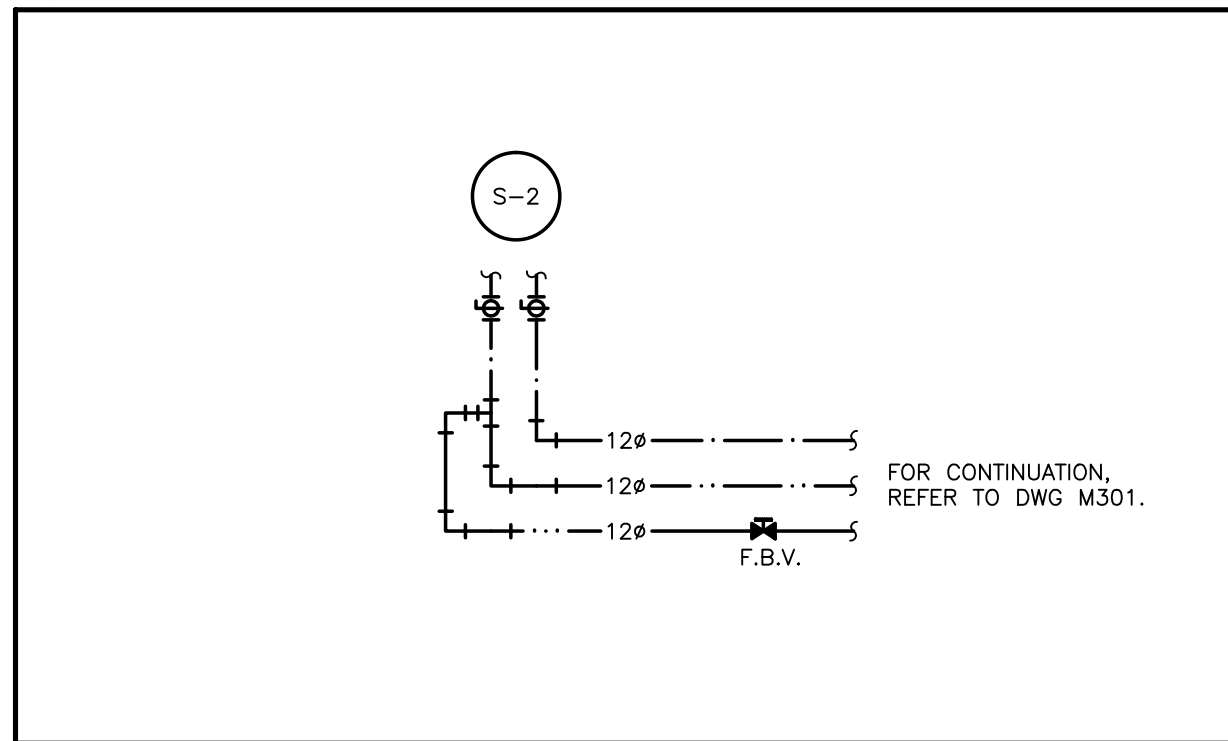 S-2
12ø
12ø
FOR CONTINUATION,
REFER TO DWG M301.
12ø
F.B.V.